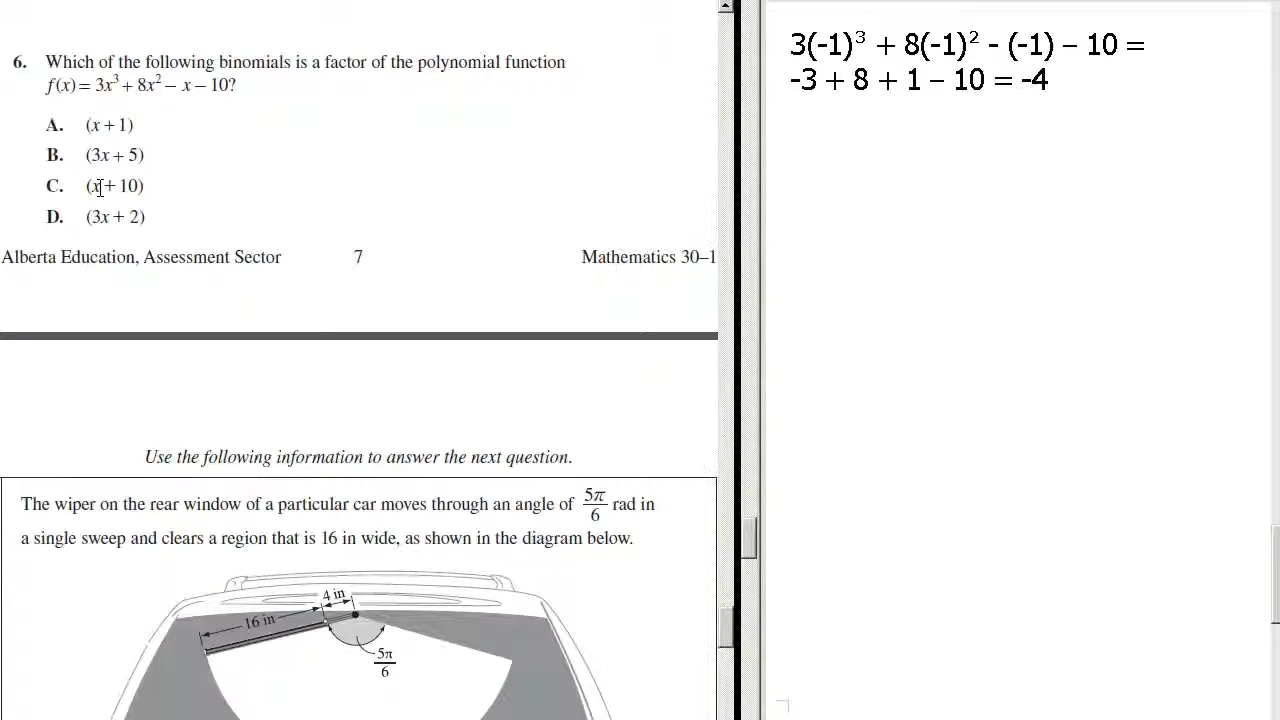 6. Which of the following binomials is a factor of the polynomial function
f(x) = 3x³ + 8x² − x − 10?
A. (x + 1)
B. (3x + 5)
C. (x + 10)
D. (3x + 2)
Alberta Education, Assessment Sector 7 Mathematics 30–1
Use the following information to answer the next question.
The wiper on the rear window of a particular car moves through an angle of 5π/6 rad in
a single sweep and clears a region that is 16 in wide, as shown in the diagram below.
4 in
16 in
5π/6
3(-1)³ + 8(-1)² - (-1) – 10 =
-3 + 8 + 1 – 10 = -4